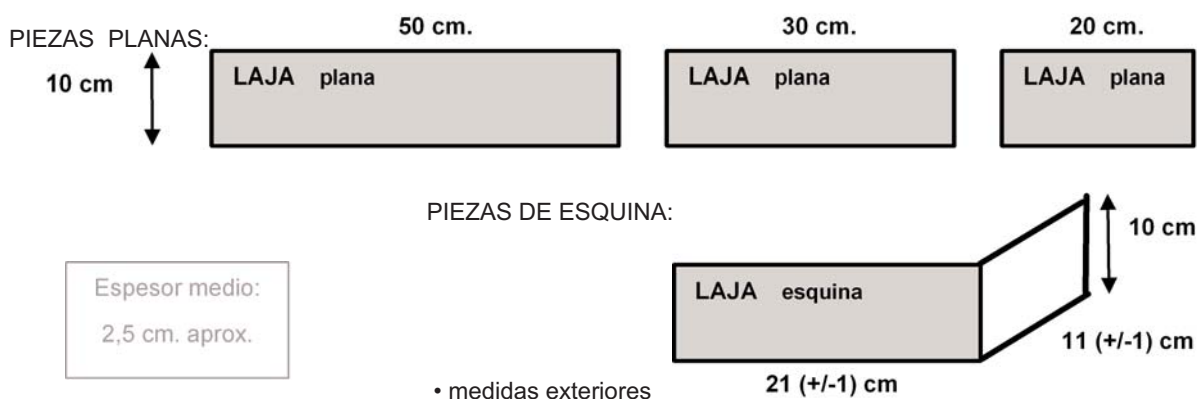 50 cm.
30 cm.
20 cm.
PIEZAS PLANAS:
10 cm
LAJA plana
LAJA plana
LAJA plana
PIEZAS DE ESQUINA:
10 cm
Espesor medio:
2,5 cm. aprox.
LAJA esquina
11 (+/-1) cm
• medidas exteriores
21 (+/-1) cm